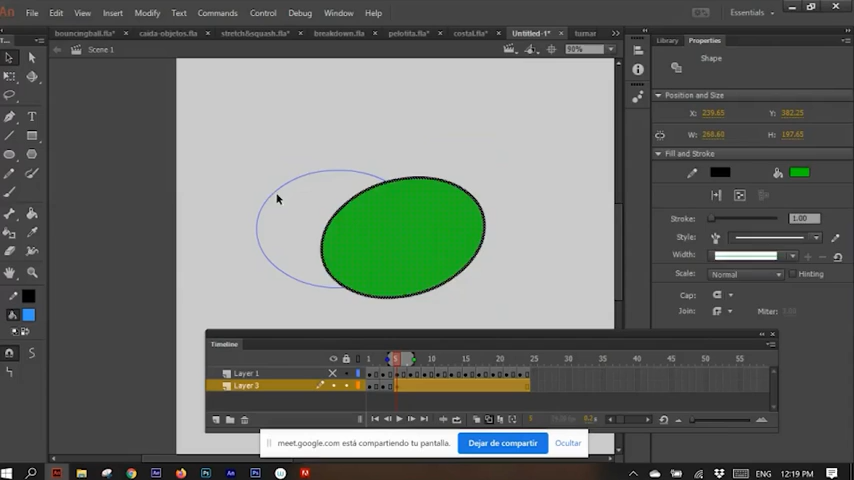 An File Edit View Insert Modify Text Commands Control Debug Window Help Essentials
bouncingball.fla* × caida-objetos.fla × stretch&squash.fla* × breakdown.fla × pelotita.fla* × costal.fla* × Untitled-1* × tumar
Library Properties
Scene 1
90%
Shape
Position and Size
X: 239.65 Y: 382.25
W: 260.60 H: 197.65
Fill and Stroke
Stroke: 1.00
Style:
Width:
Scale: Normal Hinting
Cap: Miter:
Join:
Timeline
1 5 10 15 20 25 30 35 40 45 50 55
Layer 1
Layer 3
meet.google.com está compartiendo tu pantalla. Dejar de compartir Ocultar
ENG 12:19 PM